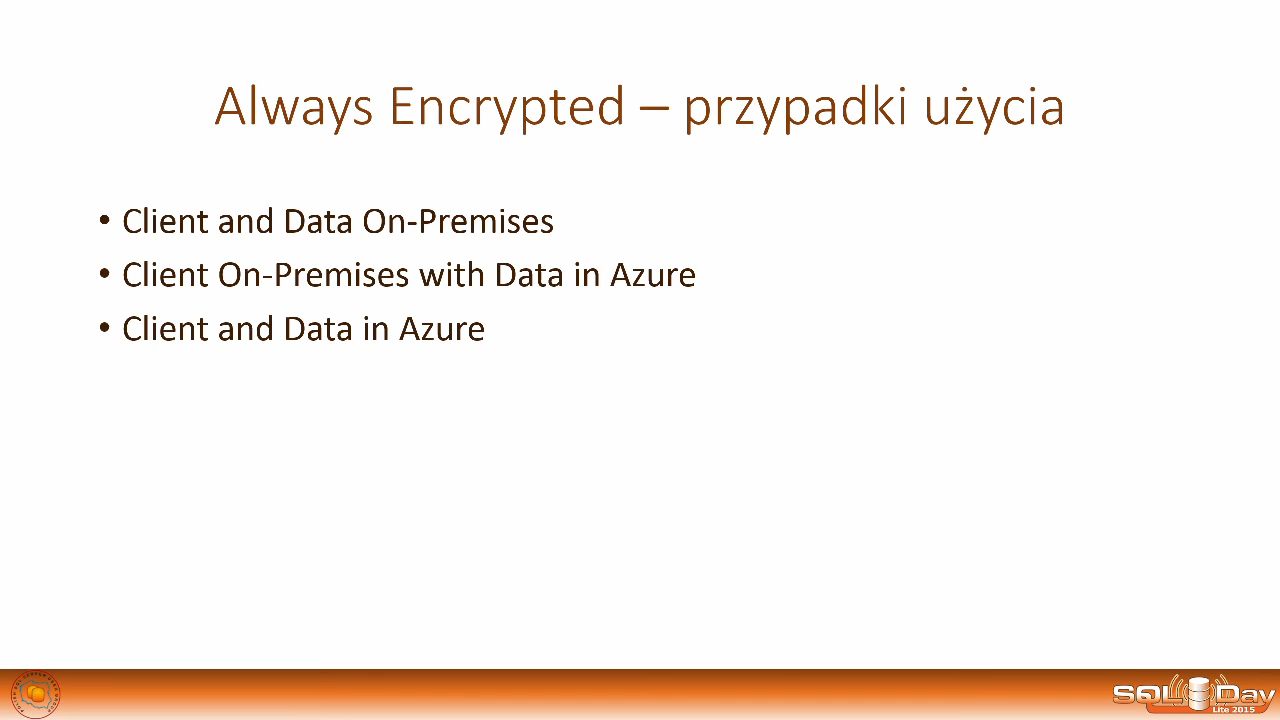 Always Encrypted – przypadki użycia
• Client and Data On-Premises
• Client On-Premises with Data in Azure
• Client and Data in Azure
SQL Day
Lite 2015